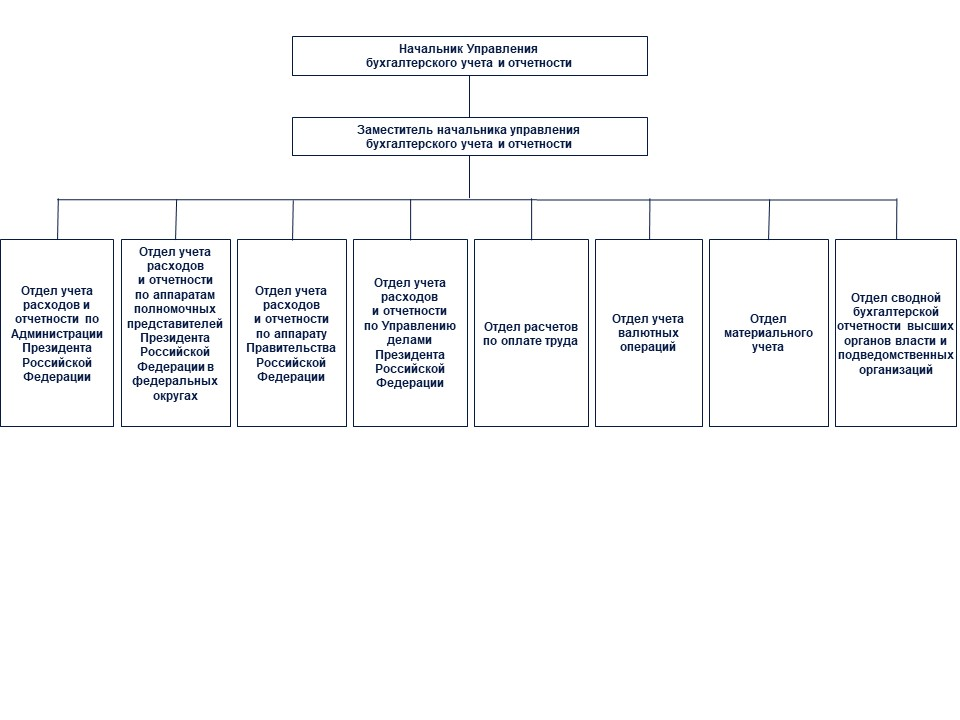 Начальник Управления
бухгалтерского учета и отчетности
Заместитель начальника управления
бухгалтерского учета и отчетности
Отдел учета
расходов и
отчетности по
Администрации
Президента
Российской
Федерации
Отдел учета
расходов
и отчетности
по аппаратам
полномочных
представителей
Президента
Российской
Федерации в
федеральных
округах
Отдел учета
расходов
и отчетности
по аппарату
Правительства
Российской
Федерации
Отдел учета
расходов
и отчетности
по Управлению
делами
Президента
Российской
Федерации
Отдел расчетов
по оплате труда
Отдел учета
валютных
операций
Отдел
материального
учета
Отдел сводной
бухгалтерской
отчетности высших
органов власти и
подведомственных
организаций